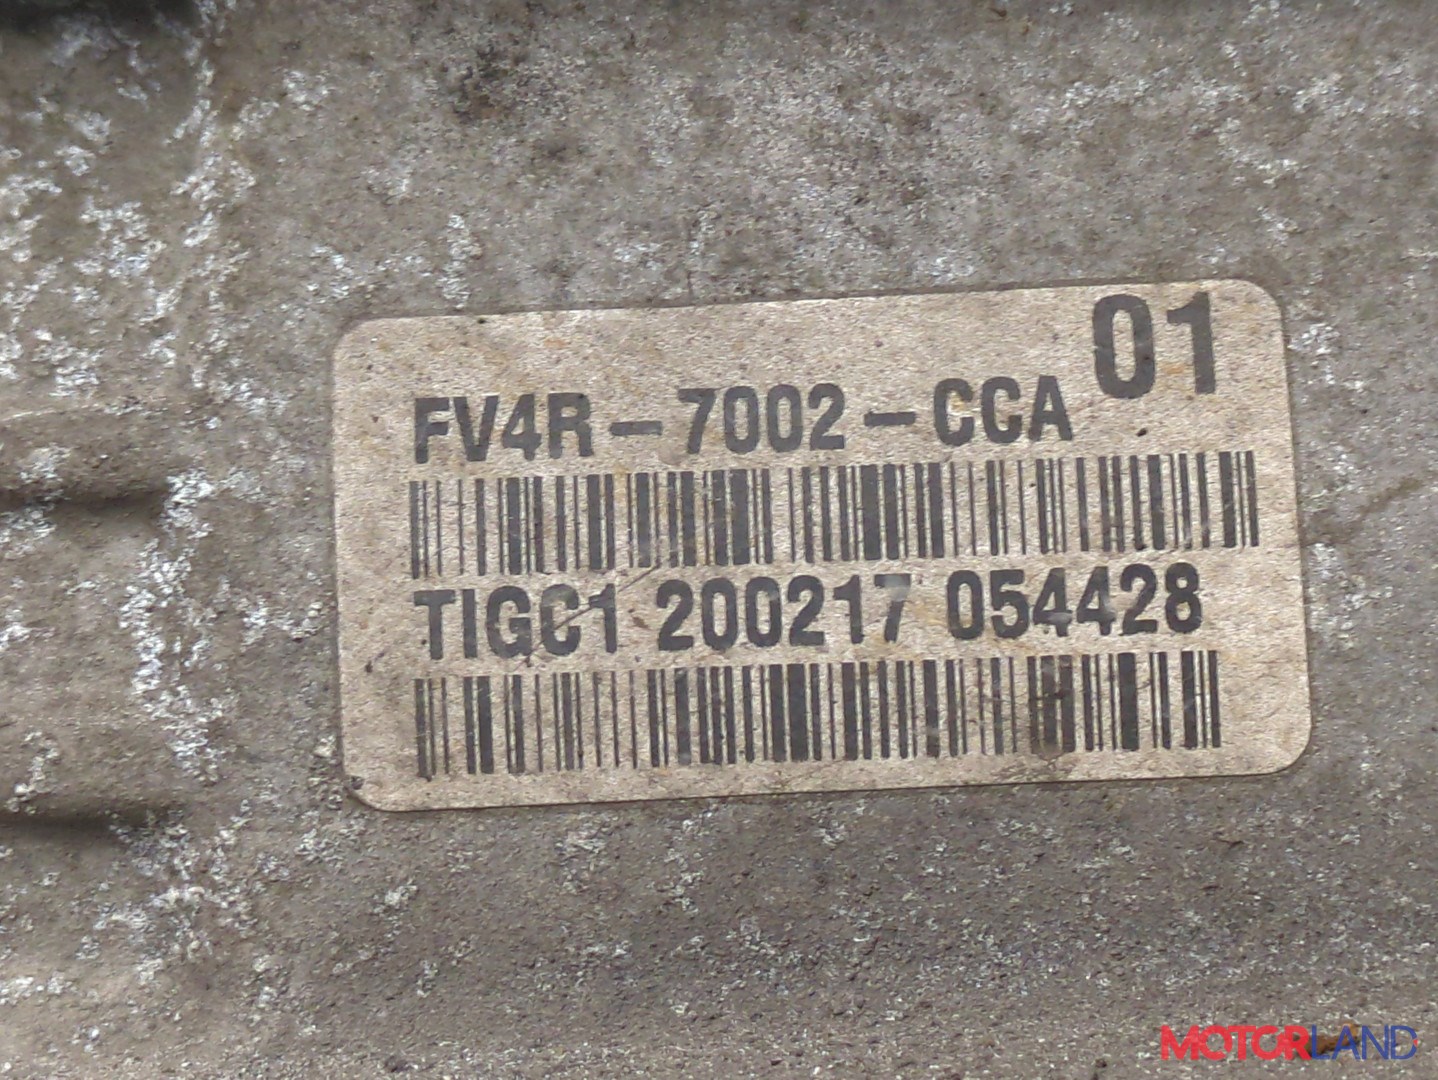 01
FV4R-7002-CCA
TIGC1 200217 054428
MOTORLAND